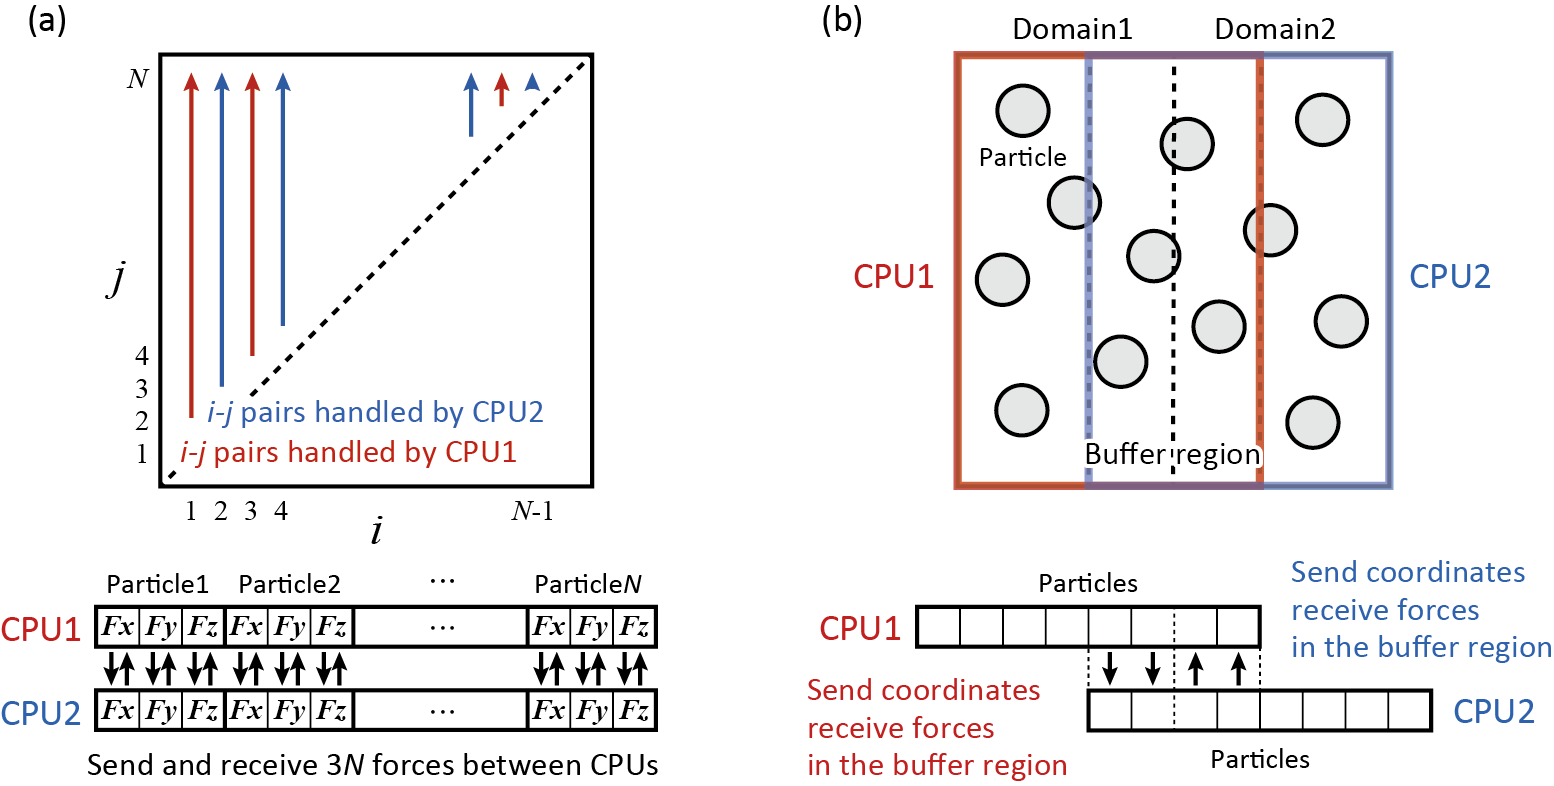 (a)
N
j
4
3
2
1
i-j pairs handled by CPU2
i-j pairs handled by CPU1
1 2 3 4 N-1
i
Particle1 Particle2 ... ParticleN
CPU1 Fx Fy Fz Fx Fy Fz ... Fx Fy Fz
CPU2 Fx Fy Fz Fx Fy Fz ... Fx Fy Fz
Send and receive 3N forces between CPUs
(b)
Domain1 Domain2
Particle
CPU1 CPU2
Buffer region
Particles
CPU1
Send coordinates
receive forces
in the buffer region
Send coordinates
receive forces
in the buffer region
CPU2
Particles